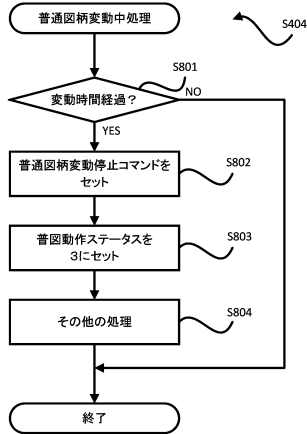 普通図柄変動中処理
S404
S801
変動時間経過？
NO
YES
普通図柄変動停止コマンドを
セット
S802
普図動作ステータスを
３にセット
S803
その他の処理
S804
終了